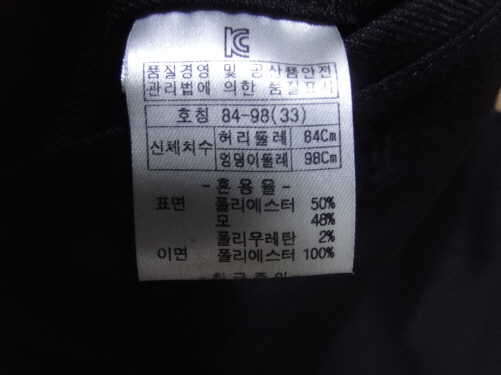 KC
품질경영 및 공산품안전
관리법에 의한 품질표시
호칭 84-98(33)
신체치수 허리둘레 84Cm
엉덩이둘레 98Cm
-혼용율-
표면 폴리에스터 50%
모 48%
폴리우레탄 2%
이면 폴리에스터 100%